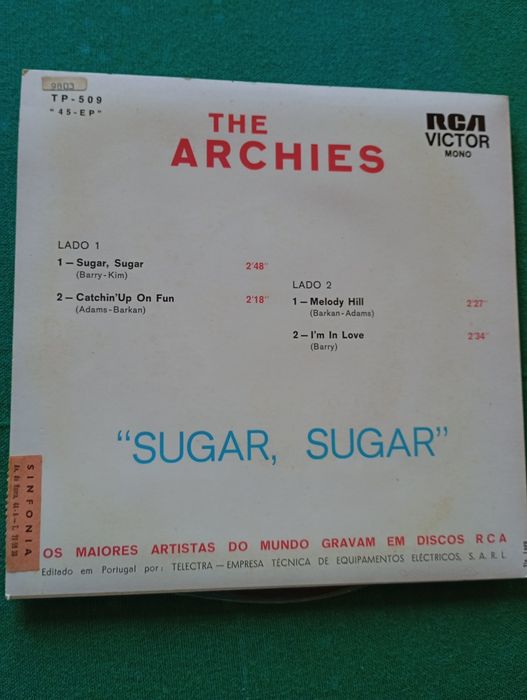 9803
TP-509
"45-EP"
THE
ARCHIES
RCA
VICTOR
MONO
LADO 1
1 — Sugar, Sugar 2'48"
(Barry-Kim)
2 — Catchin'Up On Fun 2'18"
(Adams-Barkan)
LADO 2
1 — Melody Hill 2'27"
(Barkan-Adams)
2 — I'm In Love 2'34"
(Barry)
"SUGAR, SUGAR"
SINFONIA
OS MAIORES ARTISTAS DO MUNDO GRAVAM EM DISCOS RCA
Editado em Portugal por: TELECTRA — EMPRESA TÉCNICA DE EQUIPAMENTOS ELÉCTRICOS, S. A. R. L.